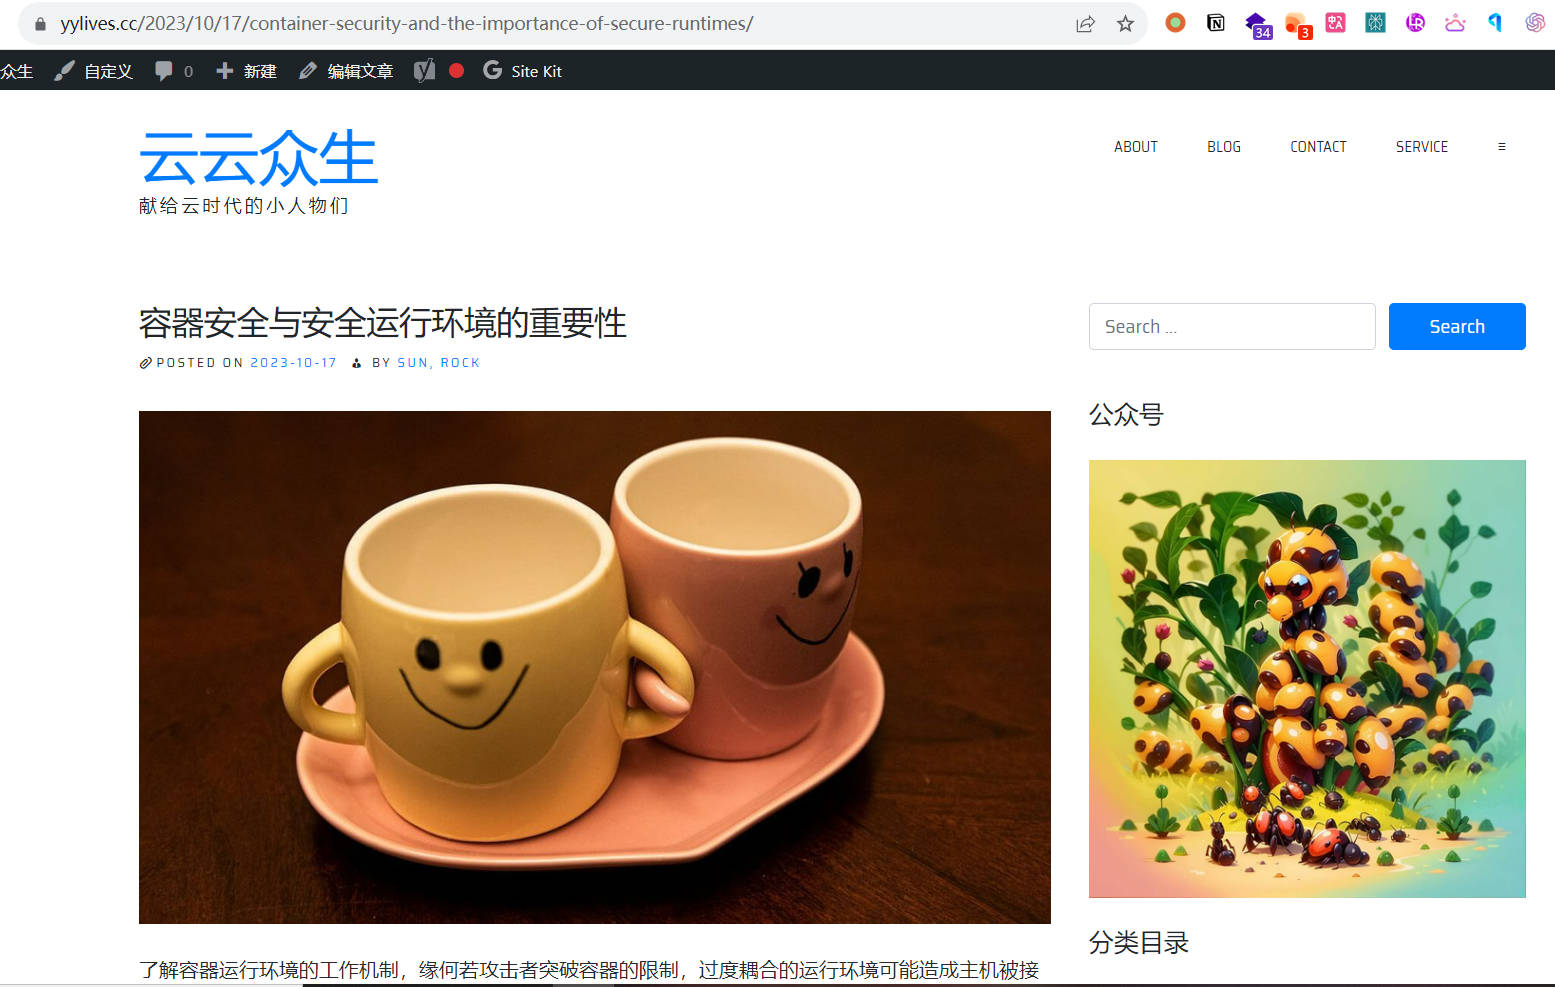 yylives.cc/2023/10/17/container-security-and-the-importance-of-secure-runtimes/
34
3
众生 自定义 0 新建 编辑文章 Site Kit
云云众生
献给云时代的小人物们
ABOUT BLOG CONTACT SERVICE ☰
容器安全与安全运行环境的重要性
POSTED ON 2023-10-17 BY SUN, ROCK
Search ...
Search
公众号
分类目录
了解容器运行环境的工作机制，缘何若攻击者突破容器的限制，过度耦合的运行环境可能造成主机被接